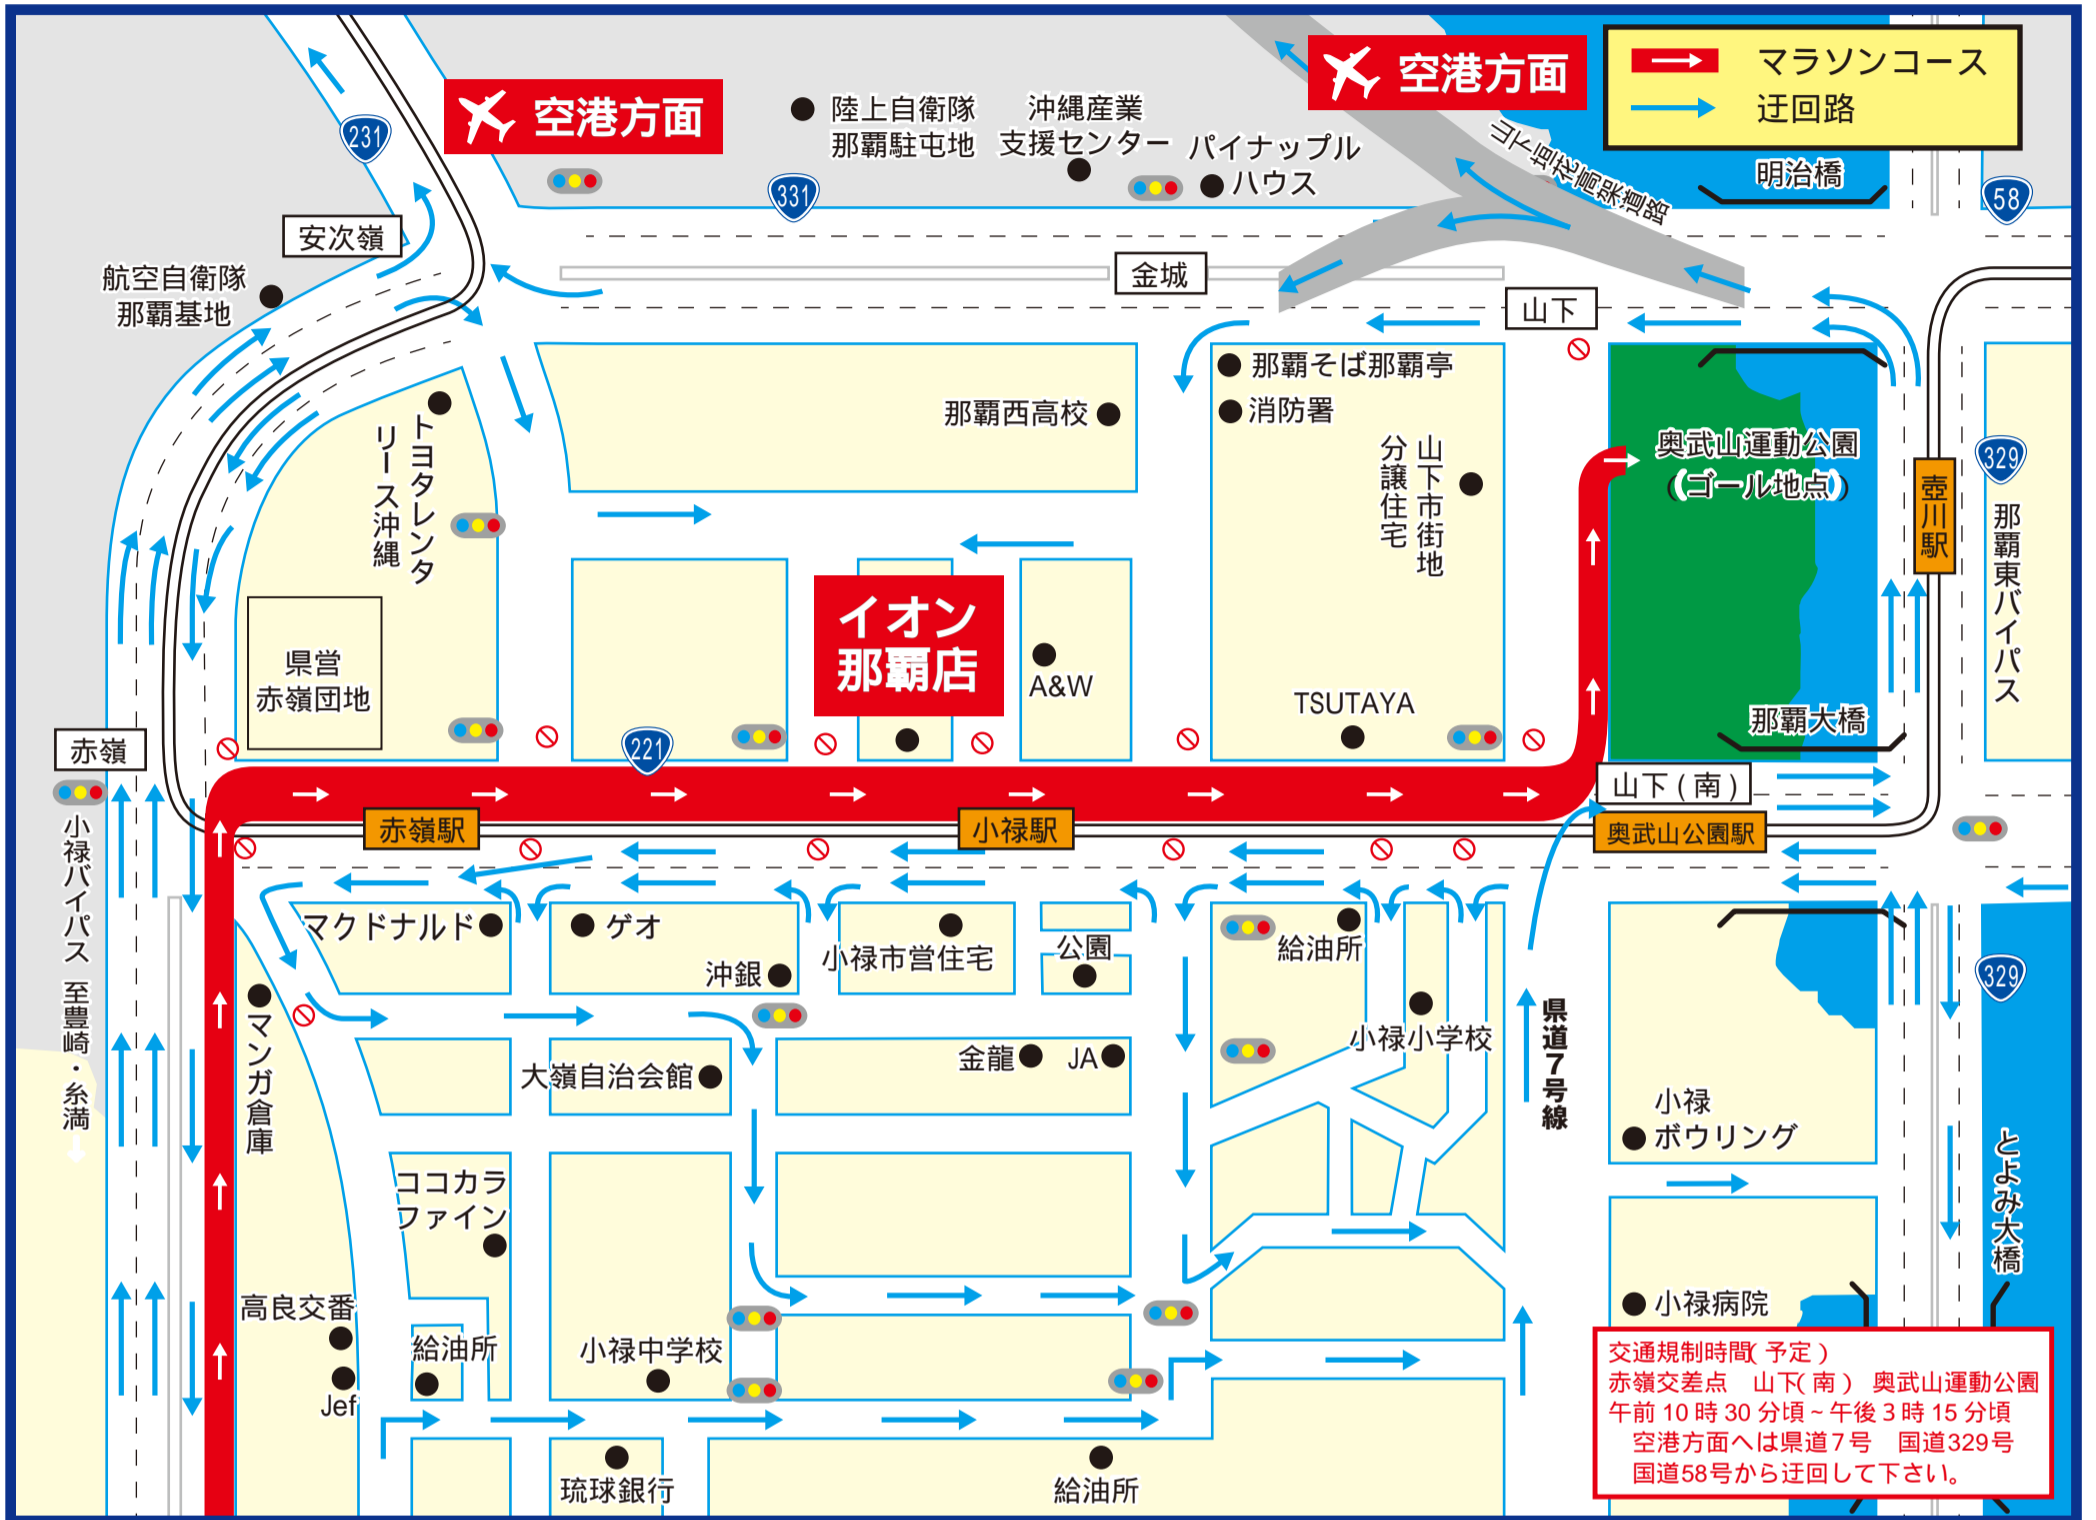 空港方面
空港方面
マラソンコース
迂回路
231
陸上自衛隊
那覇駐屯地
沖縄産業
支援センター
パイナップル
ハウス
山下垣花高架道路
明治橋
331
58
安次嶺
金城
山下
航空自衛隊
那覇基地
那覇そば那覇亭
消防署
那覇西高校
トヨタレンタ
リース沖縄
山下市街地
分譲住宅
奥武山運動公園
(ゴール地点)
壺川駅
329
那覇東バイパス
イオン
那覇店
A&W
TSUTAYA
県営
赤嶺団地
那覇大橋
赤嶺
221
山下(南)
赤嶺駅
小禄駅
奥武山公園駅
小禄バイパス 至豊崎・糸満
マクドナルド
ゲオ
沖銀
小禄市営住宅
公園
給油所
小禄小学校
県道7号線
329
マンガ倉庫
大嶺自治会館
金龍
JA
小禄
ボウリング
とよみ大橋
ココカラ
ファイン
高良交番
給油所
Jef
小禄中学校
小禄病院
琉球銀行
給油所
交通規制時間(予定)
赤嶺交差点 山下(南) 奥武山運動公園
午前10時30分頃~午後3時15分頃
空港方面へは県道7号 国道329号
国道58号から迂回して下さい。